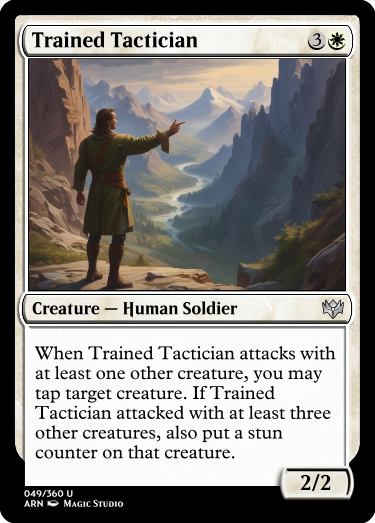 Trained Tactician 3
Creature — Human Soldier
When Trained Tactician attacks with
at least one other creature, you may
tap target creature. If Trained
Tactician attacked with at least three
other creatures, also put a stun
counter on that creature.
2/2
049/360 U
ARN Magic Studio